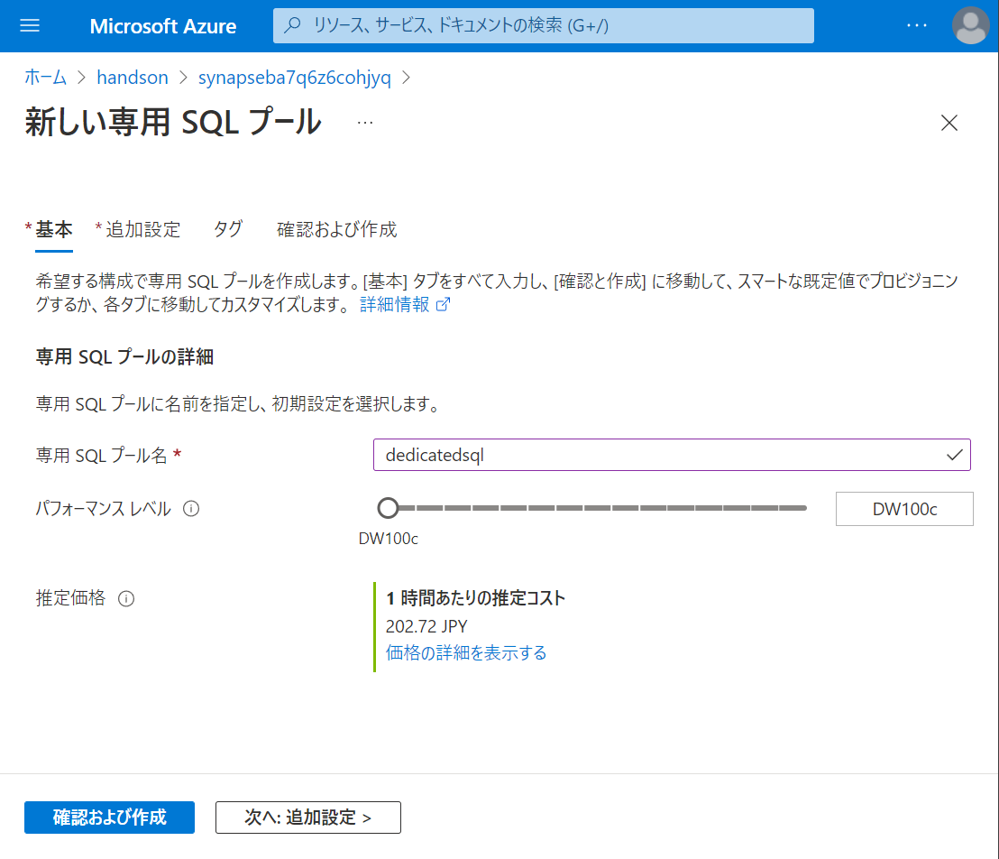 Microsoft Azure
リソース、サービス、ドキュメントの検索 (G+/)
···
ホーム > handson > synapseba7q6z6cohjyq >
新しい専用 SQL プール ···
* 基本 * 追加設定 タグ 確認および作成
希望する構成で専用 SQL プールを作成します。[基本] タブをすべて入力し、[確認と作成] に移動して、スマートな既定値でプロビジョニン
グするか、各タブに移動してカスタマイズします。 詳細情報
専用 SQL プールの詳細
専用 SQL プールに名前を指定し、初期設定を選択します。
専用 SQL プール名 * dedicatedsql
パフォーマンス レベル DW100c
DW100c
推定価格 1 時間あたりの推定コスト
202.72 JPY
価格の詳細を表示する
確認および作成 次へ: 追加設定 >